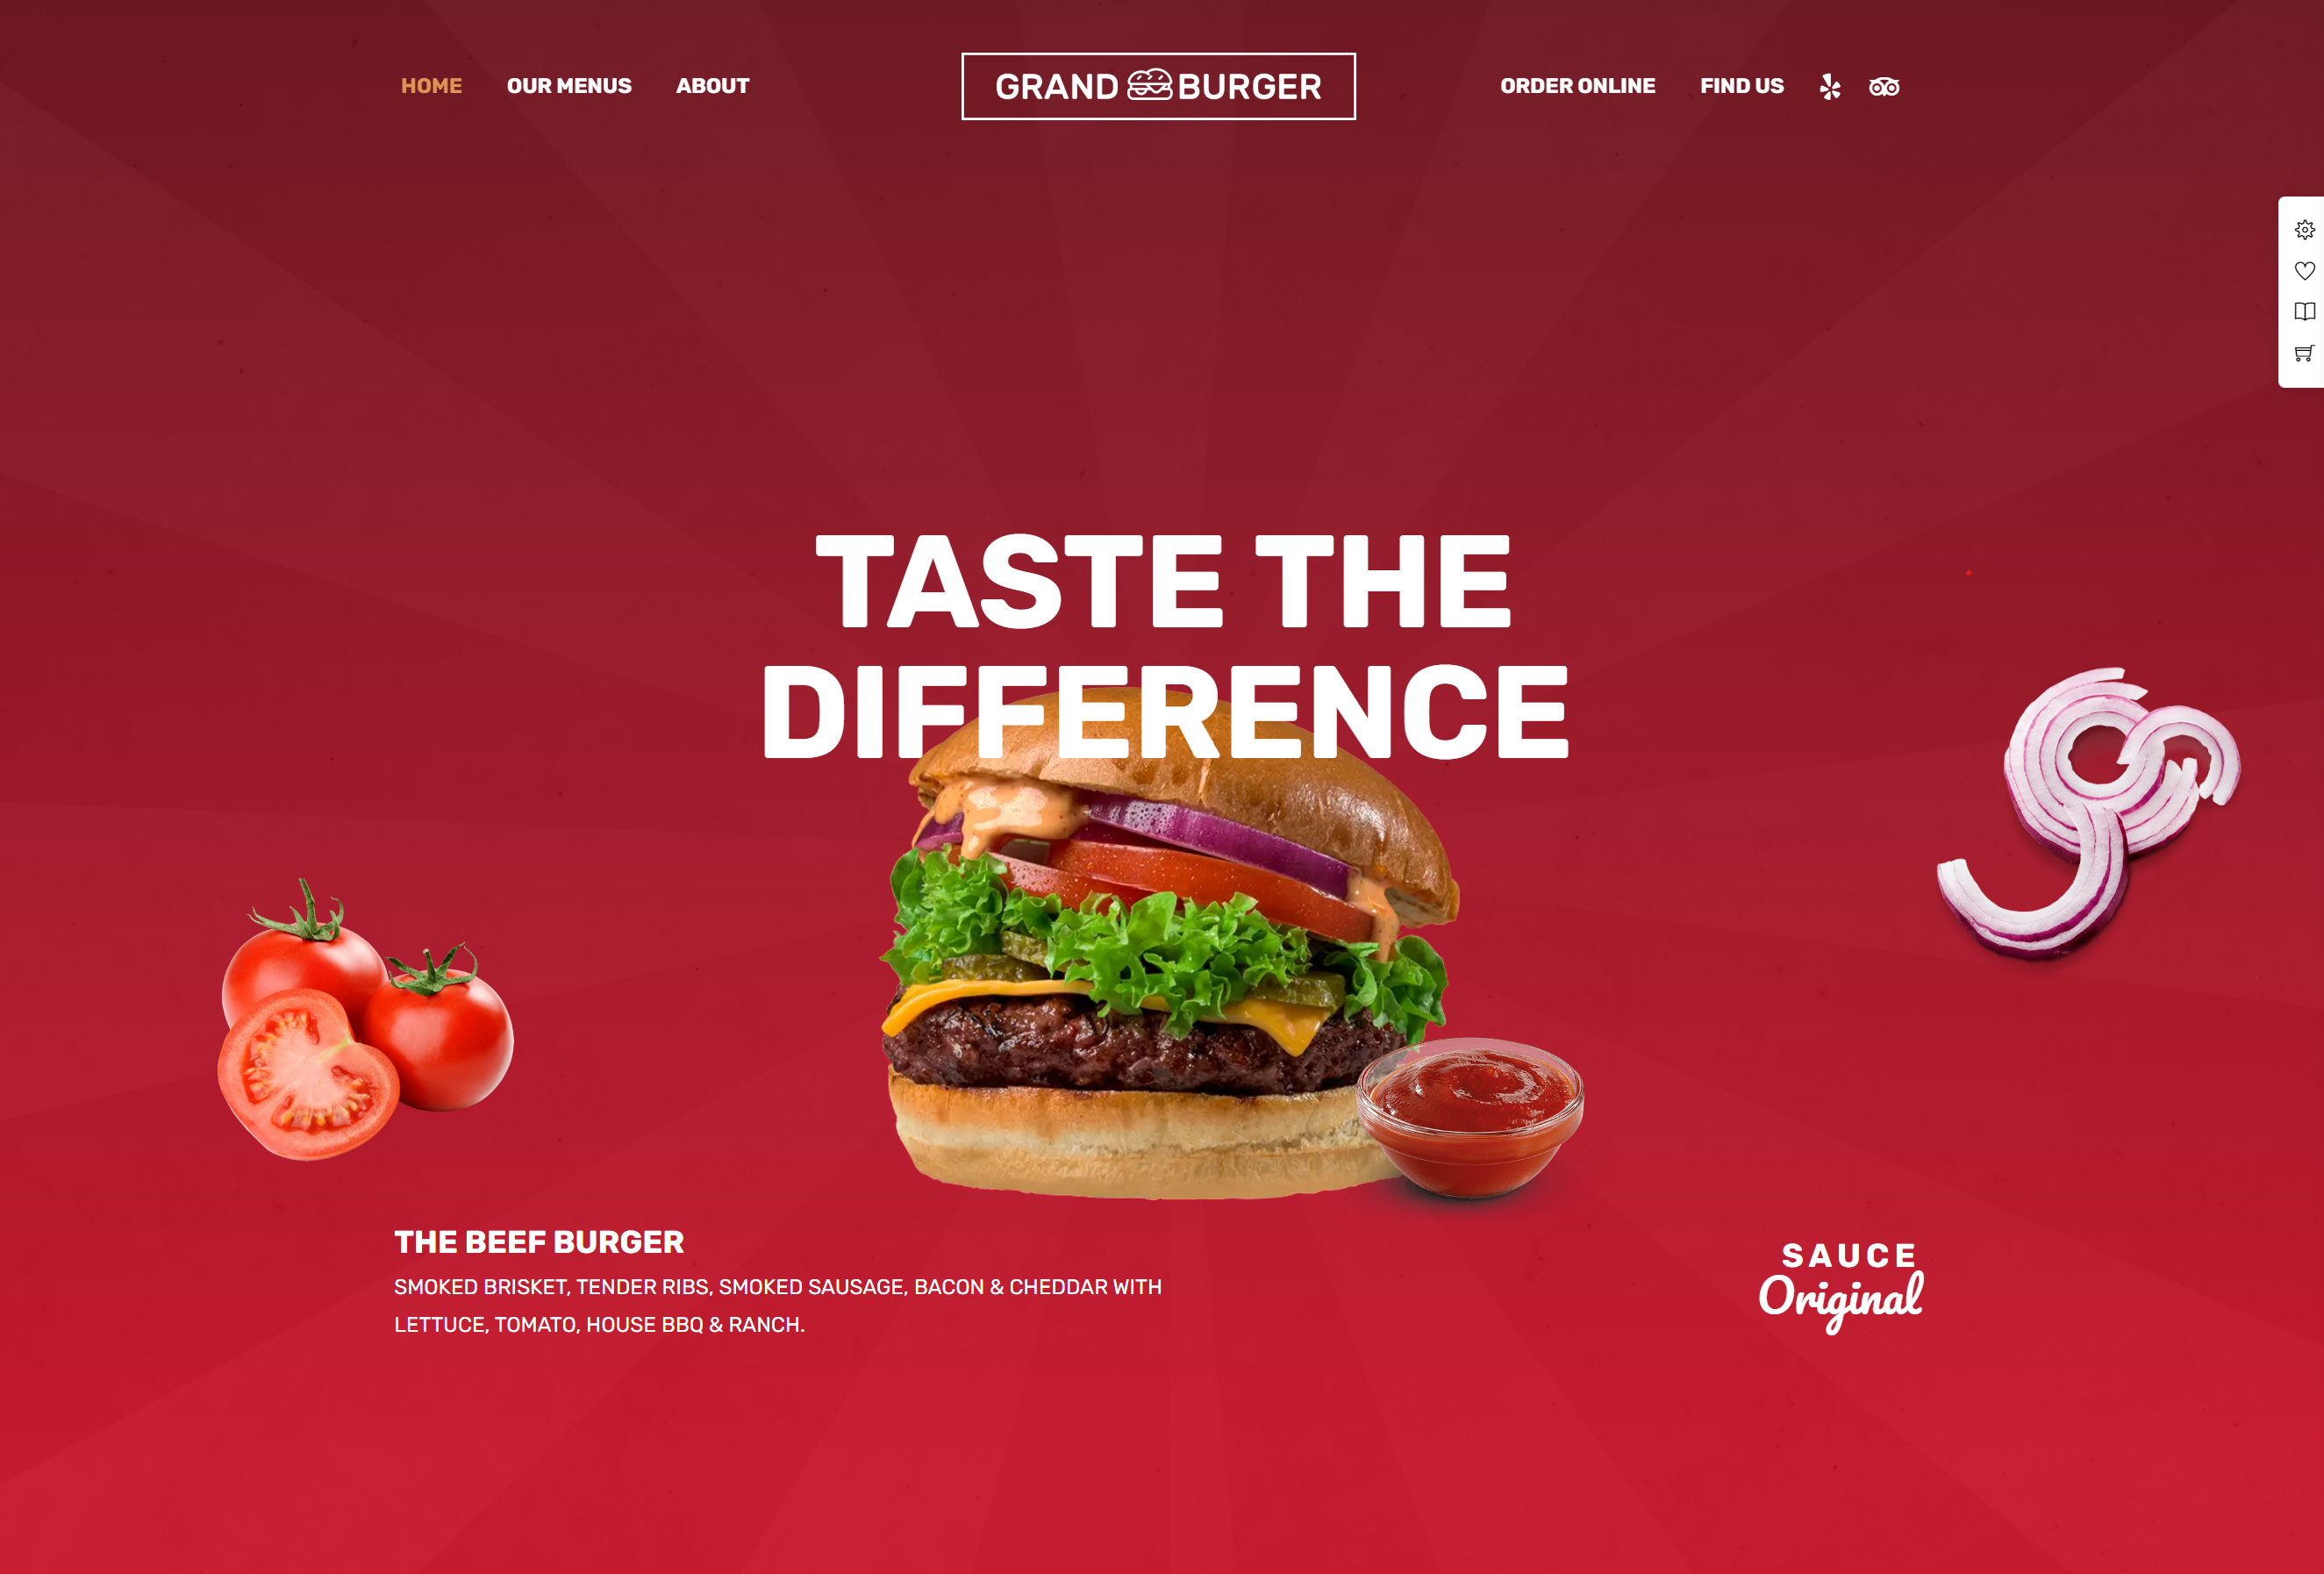 HOME OUR MENUS ABOUT GRAND BURGER ORDER ONLINE FIND US
TASTE THE
DIFFERENCE
THE BEEF BURGER
SMOKED BRISKET, TENDER RIBS, SMOKED SAUSAGE, BACON & CHEDDAR WITH
LETTUCE, TOMATO, HOUSE BBQ & RANCH.
SAUCE
Original